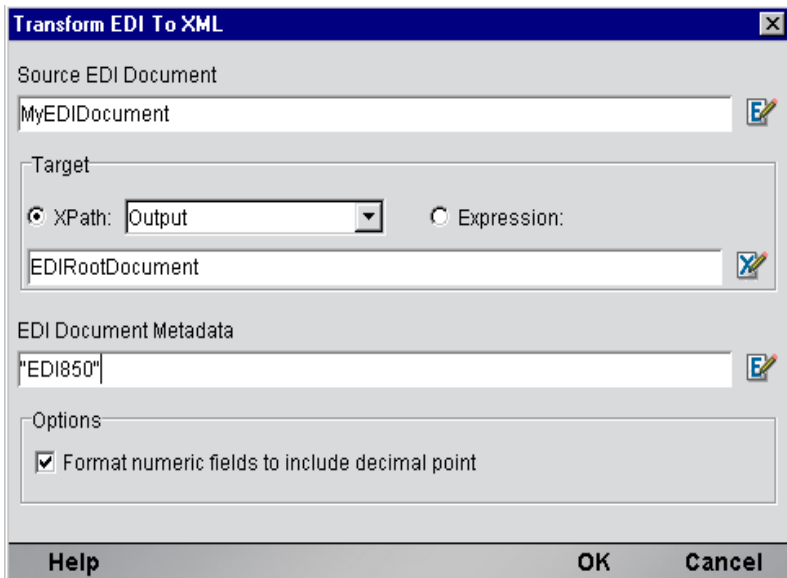 Transform EDI To XML
Source EDI Document
MyEDIDocument
Target
XPath: Output Expression:
EDIRootDocument
EDI Document Metadata
"EDI850"
Options
Format numeric fields to include decimal point
Help OK Cancel